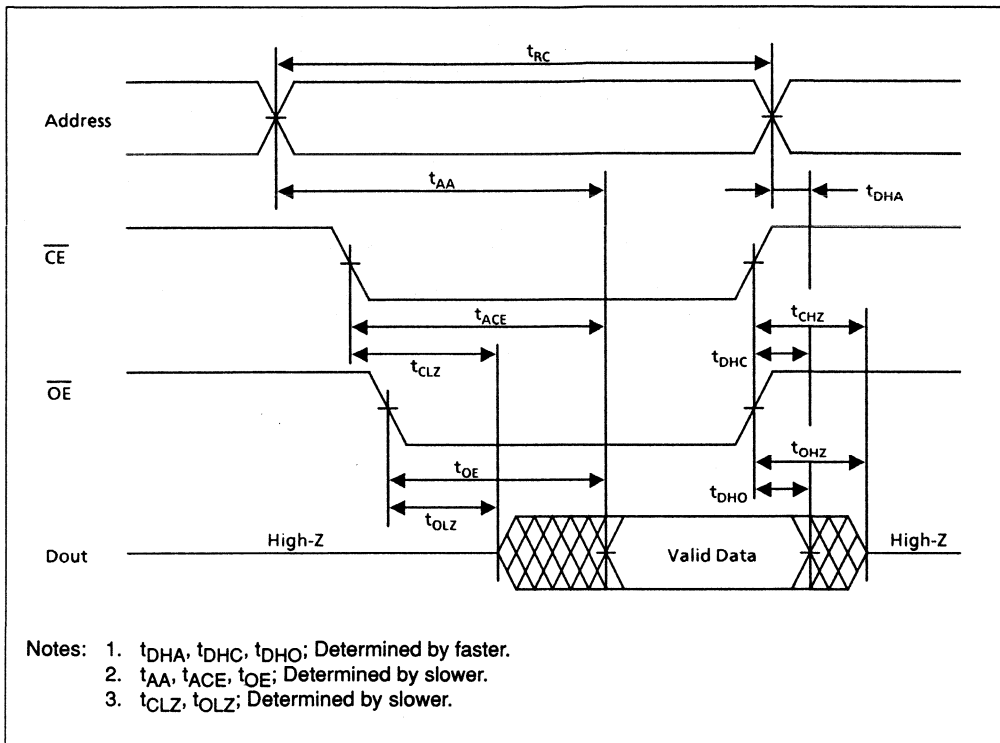 tRC
Address
tAA
tDHA
CE
tACE
tCHZ
tCLZ
tDHC
OE
tOE
tOHZ
tDHO
tOLZ
High-Z
Valid Data
High-Z
Dout
Notes: 1. tDHA, tDHC, tDHO; Determined by faster.
2. tAA, tACE, tOE; Determined by slower.
3. tCLZ, tOLZ; Determined by slower.